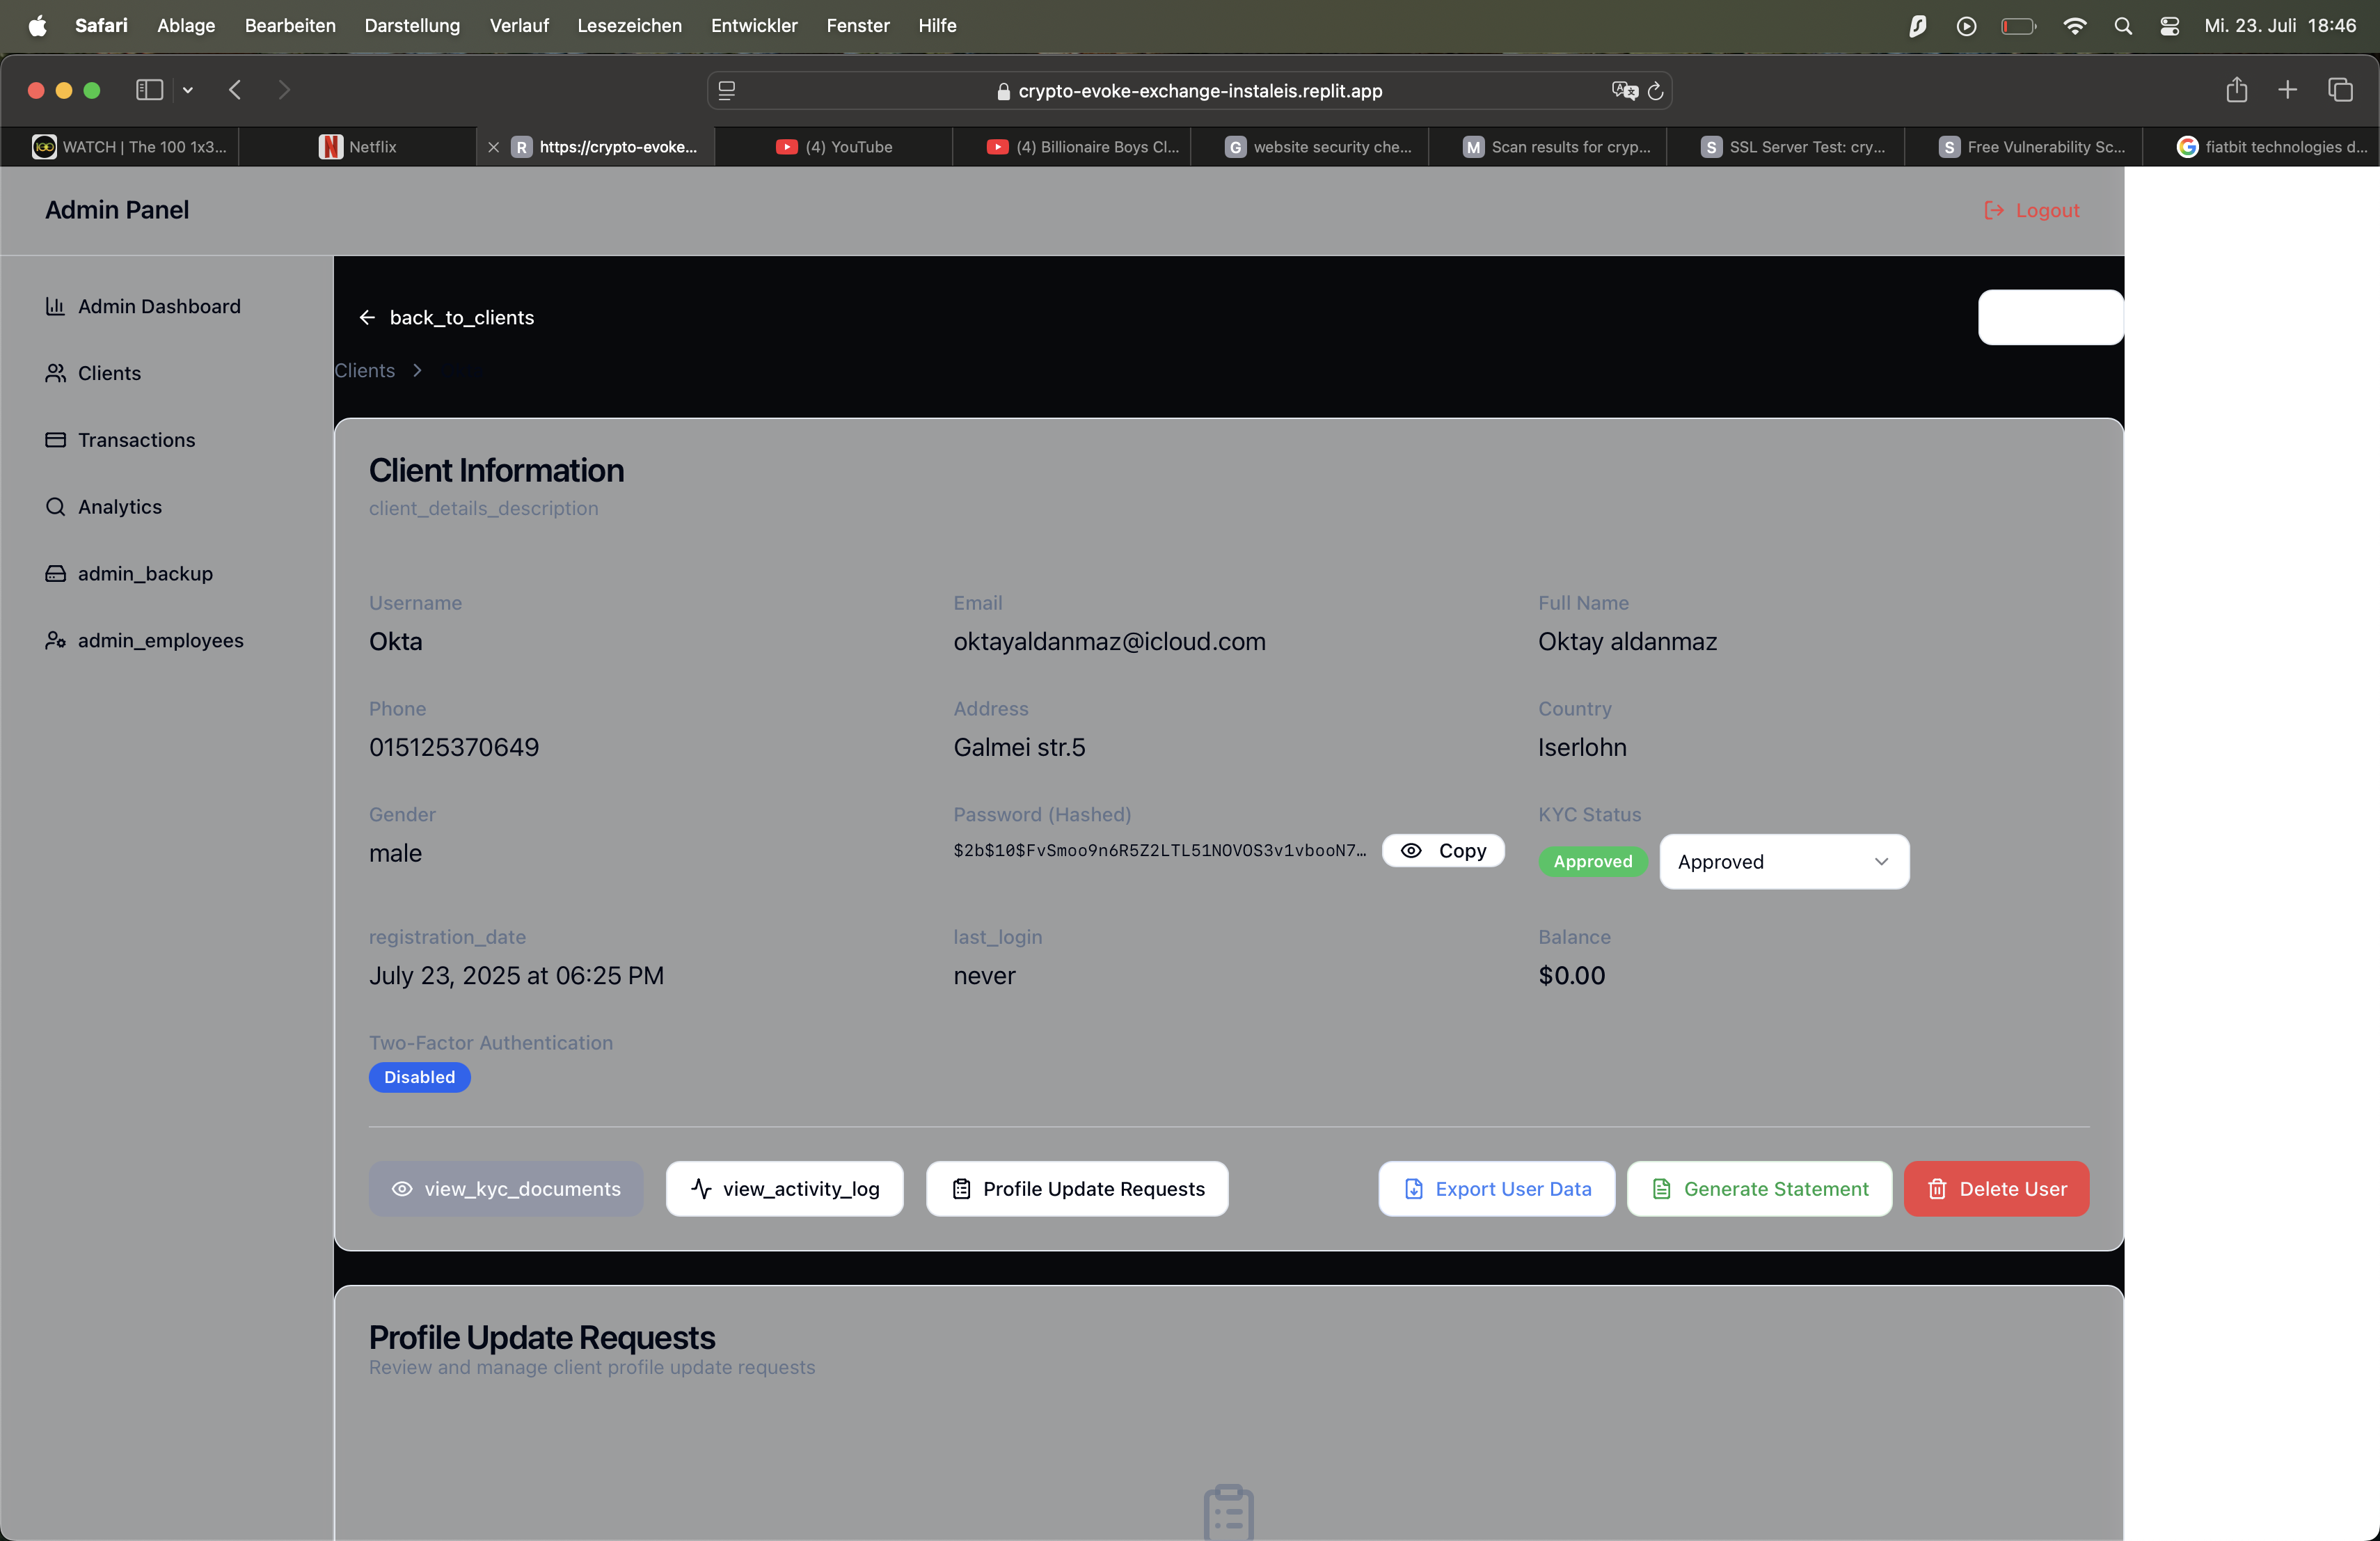 Safari Ablage Bearbeiten Darstellung Verlauf Lesezeichen Entwickler Fenster Hilfe Mi. 23. Juli 18:46
crypto-evoke-exchange-instaleis.replit.app
WATCH | The 100 1x3... Netflix R https://crypto-evoke... (4) YouTube (4) Billionaire Boys Cl... G website security che... M Scan results for cryp... S SSL Server Test: cry... S Free Vulnerability Sc... fiatbit technologies d...
Admin Panel Logout
Admin Dashboard
Clients
Transactions
Analytics
admin_backup
admin_employees
back_to_clients
Clients
Client Information
client_details_description
Username Email Full Name
Okta oktayaldanmaz@icloud.com Oktay aldanmaz
Phone Address Country
015125370649 Galmei str.5 Iserlohn
Gender Password (Hashed) KYC Status
male $2b$10$FvSmoo9n6R5Z2LTL51NOVOS3v1vbooN7… Copy Approved Approved
registration_date last_login Balance
July 23, 2025 at 06:25 PM never $0.00
Two-Factor Authentication
Disabled
view_kyc_documents view_activity_log Profile Update Requests Export User Data Generate Statement Delete User
Profile Update Requests
Review and manage client profile update requests